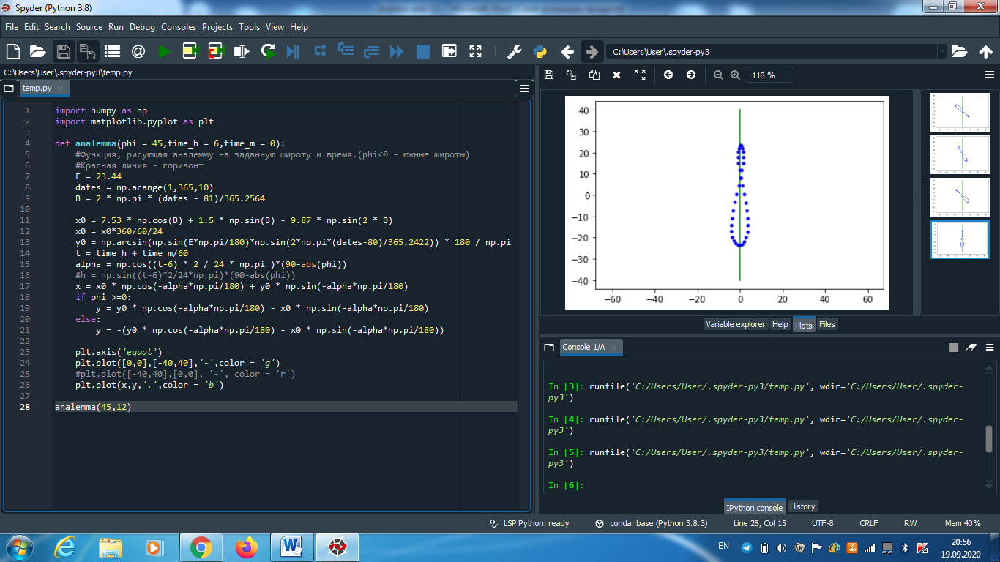 Spyder (Python 3.8)
File Edit Search Source Run Debug Consoles Projects Tools View Help
C:\Users\User\.spyder-py3
C:\Users\User\.spyder-py3\temp.py
temp.py
1 import numpy as np
2 import matplotlib.pyplot as plt
3
4 def analemma(phi = 45,time_h = 6,time_m = 0):
5 #Функция, рисующая аналемму на заданную широту и время.(phi<0 - южные широты)
6 #Красная линия - горизонт
7 E = 23.44
8 dates = np.arange(1,365,10)
9 B = 2 * np.pi * (dates - 81)/365.2564
10
11 x0 = 7.53 * np.cos(B) + 1.5 * np.sin(B) - 9.87 * np.sin(2 * B)
12 x0 = x0*360/60/24
13 y0 = np.arcsin(np.sin(E*np.pi/180)*np.sin(2*np.pi*(dates-80)/365.2422)) * 180 / np.pi
14 t = time_h + time_m/60
15 alpha = np.cos((t-6) * 2 / 24 * np.pi )*(90-abs(phi))
16 #h = np.sin((t-6)*2/24*np.pi)*(90-abs(phi))
17 x = x0 * np.cos(-alpha*np.pi/180) + y0 * np.sin(-alpha*np.pi/180)
18 if phi >=0:
19 y = y0 * np.cos(-alpha*np.pi/180) - x0 * np.sin(-alpha*np.pi/180)
20 else:
21 y = -(y0 * np.cos(-alpha*np.pi/180) - x0 * np.sin(-alpha*np.pi/180))
22
23 plt.axis('equal')
24 plt.plot([0,0],[-40,40],'-',color = 'g')
25 #plt.plot([-40,40],[0,0], '-', color = 'r')
26 plt.plot(x,y,'.',color = 'b')
27
28 analemma(45,12)
118 %
40
30
20
10
0
−10
−20
−30
−40
−60 −40 −20 0 20 40 60
Variable explorer Help Plots Files
Console 1/A
In [3]: runfile('C:/Users/User/.spyder-py3/temp.py', wdir='C:/Users/User/.spyder-
py3')
In [4]: runfile('C:/Users/User/.spyder-py3/temp.py', wdir='C:/Users/User/.spyder-
py3')
In [5]: runfile('C:/Users/User/.spyder-py3/temp.py', wdir='C:/Users/User/.spyder-
py3')
In [6]:
IPython console History
LSP Python: ready conda: base (Python 3.8.3) Line 28, Col 15 UTF-8 CRLF RW Mem 40%
EN
20:56
19.09.2020